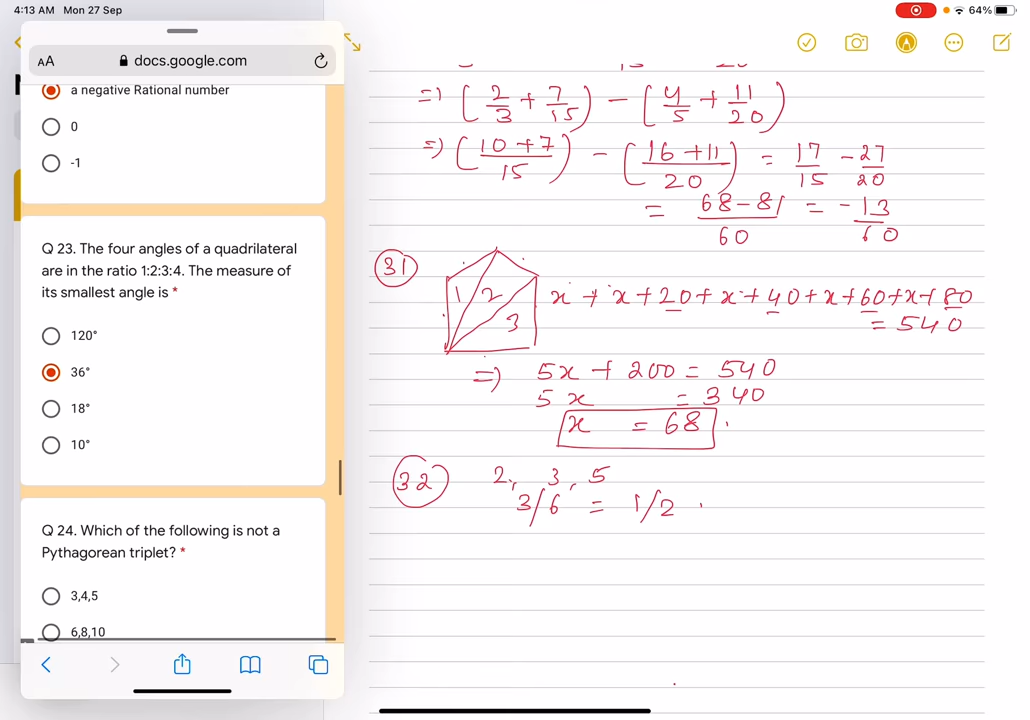 4:13 AM Mon 27 Sep
64%
AA docs.google.com
a negative Rational number
0
-1
Q 23. The four angles of a quadrilateral
are in the ratio 1:2:3:4. The measure of
its smallest angle is *
120°
36°
18°
10°
Q 24. Which of the following is not a
Pythagorean triplet? *
3,4,5
6,8,10
=) (2/3 + 7/15) - (4/5 + 11/20)
=) (10+7/15) - (16+11/20) = 17/15 - 27/20
= 68-81/60 = -13/60
31
1 2 3
x + x+20+x+40+x+60+x+80
= 540
=) 5x + 200 = 540
5x = 340
x = 68
32 2, 3, 5
3/6 = 1/2